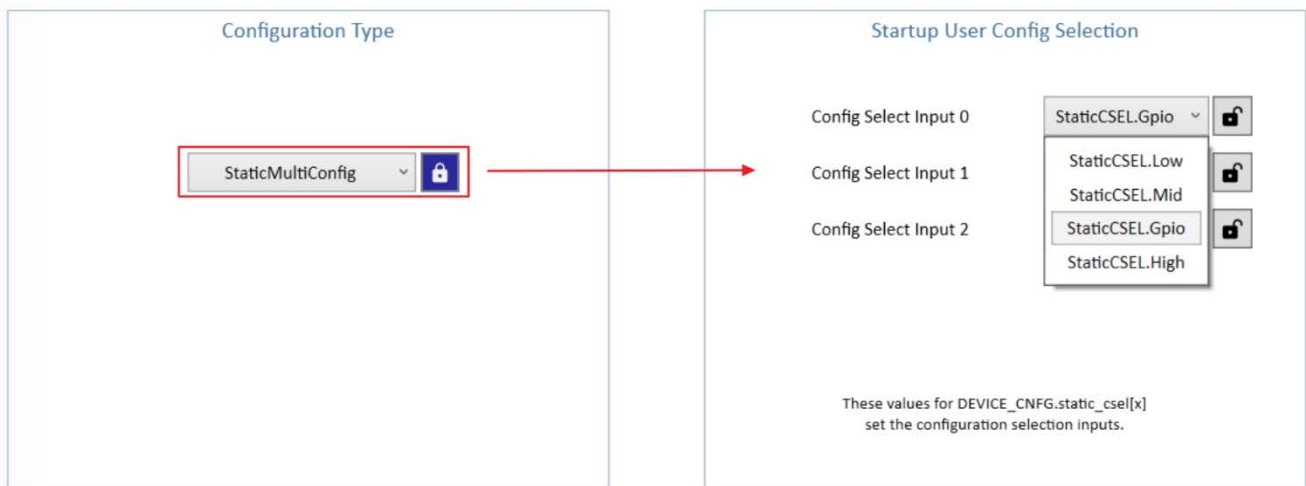 Configuration Type
StaticMultiConfig
Startup User Config Selection
Config Select Input 0
StaticCSEL.Gpio
Config Select Input 1
Config Select Input 2
StaticCSEL.Low
StaticCSEL.Mid
StaticCSEL.Gpio
StaticCSEL.High
These values for DEVICE_CNFG.static_csel[x]
set the configuration selection inputs.